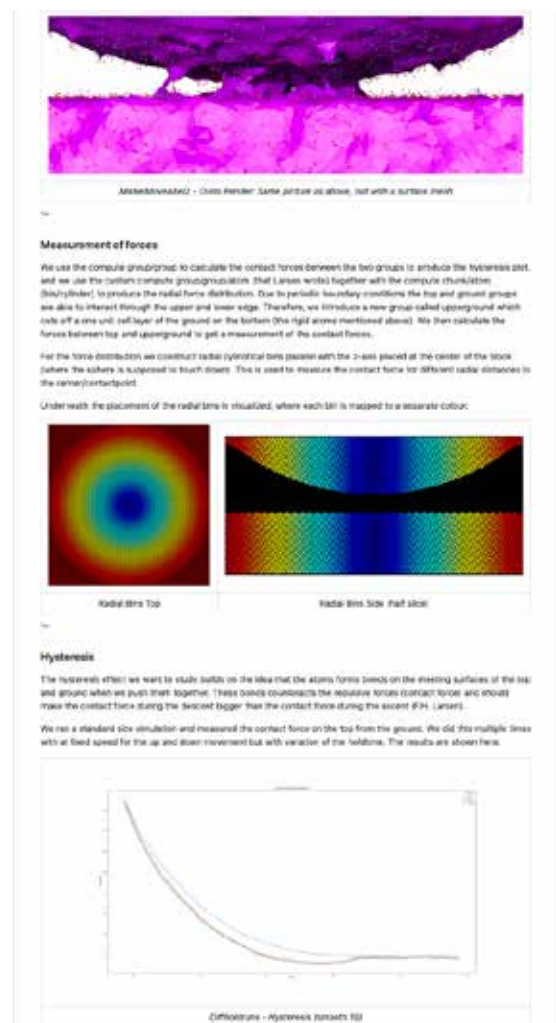 Ovito Render: Same picture as above, but with a surface mesh
Measurement of forces
We use the compute group/group to calculate the contact forces between the two groups to produce the hysteresis plot,
and we use the custom compute group/group/atom (that Larsen wrote) together with the compute chunk/atom
(bin/cylinder) to produce the radial force distribution. Due to periodic boundary conditions the top and ground groups
are able to interact through the upper and lower edge. Therefore, we introduce a new group called upperground which
cuts off a one unit cell layer of the ground on the bottom (the rigid atoms mentioned above). We then calculate the
forces between top and upperground to get a measurement of the contact forces.
For the force distribution we construct radial cylindrical bins parallel with the z-axis placed at the center of the block
(where the sphere is supposed to touch down). This is used to measure the contact force for different radial distances to
the center/contactpoint.
Underneath the placement of the radial bins is visualized, where each bin is mapped to a separate colour:
Radial Bins Top
Radial Bins Side (half slice)
Hysteresis
The hysteresis effect we want to study builds on the idea that the atoms forms bonds on the meeting surfaces of the top
and ground when we push them together. These bonds counteracts the repulsive forces (contact forces) and should
make the contact force during the descent bigger than the contact force during the ascent (F.H. Larsen).
We ran a standard size simulation and measured the contact force on the top from the ground. We did this multiple times
with at fixed speed for the up and down movement but with variation of the holdtime. The results are shown here:
Hysteresis